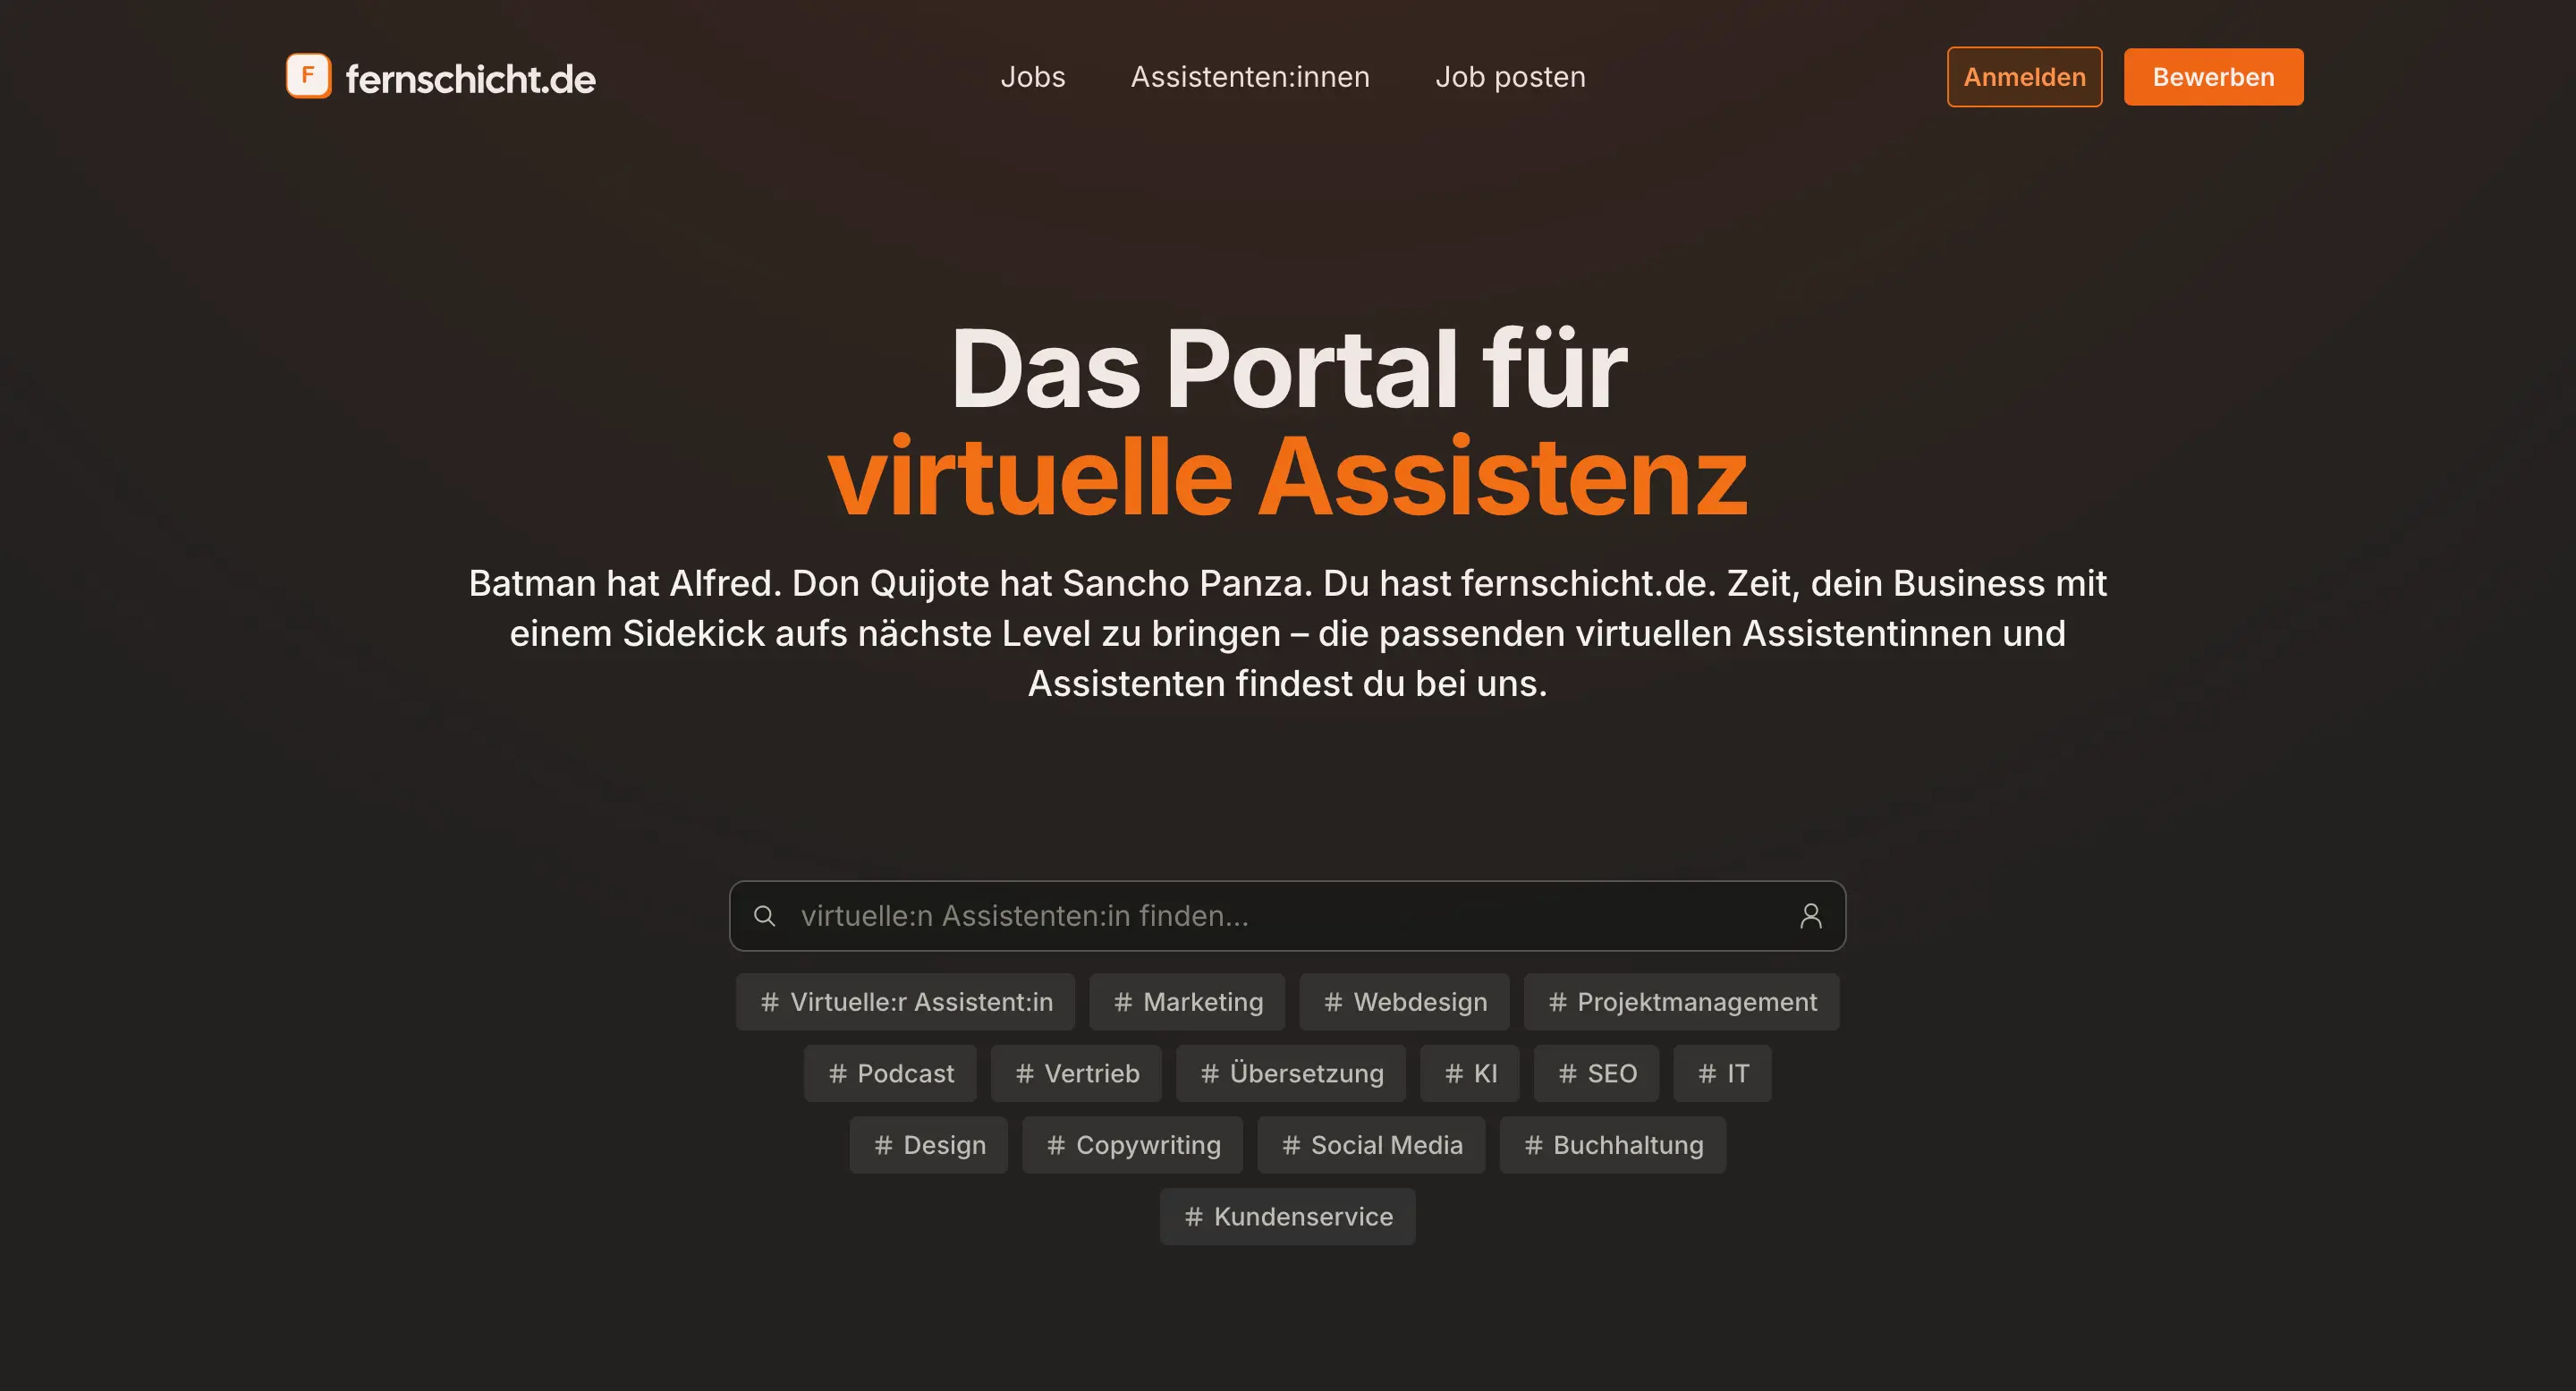 F fernschicht.de
Jobs Assistenten:innen Job posten
Anmelden Bewerben
Das Portal für
virtuelle Assistenz
Batman hat Alfred. Don Quijote hat Sancho Panza. Du hast fernschicht.de. Zeit, dein Business mit
einem Sidekick aufs nächste Level zu bringen – die passenden virtuellen Assistentinnen und
Assistenten findest du bei uns.
virtuelle:n Assistenten:in finden...
# Virtuelle:r Assistent:in # Marketing # Webdesign # Projektmanagement
# Podcast # Vertrieb # Übersetzung # KI # SEO # IT
# Design # Copywriting # Social Media # Buchhaltung
# Kundenservice